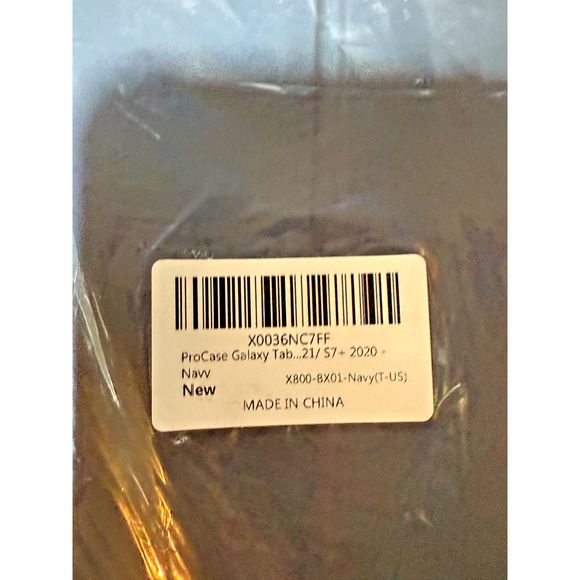 X0036NC7FF
ProCase Galaxy Tab...21/ S7+ 2020 -
Navy
X800-BX01-Navy(T-US)
New
MADE IN CHINA